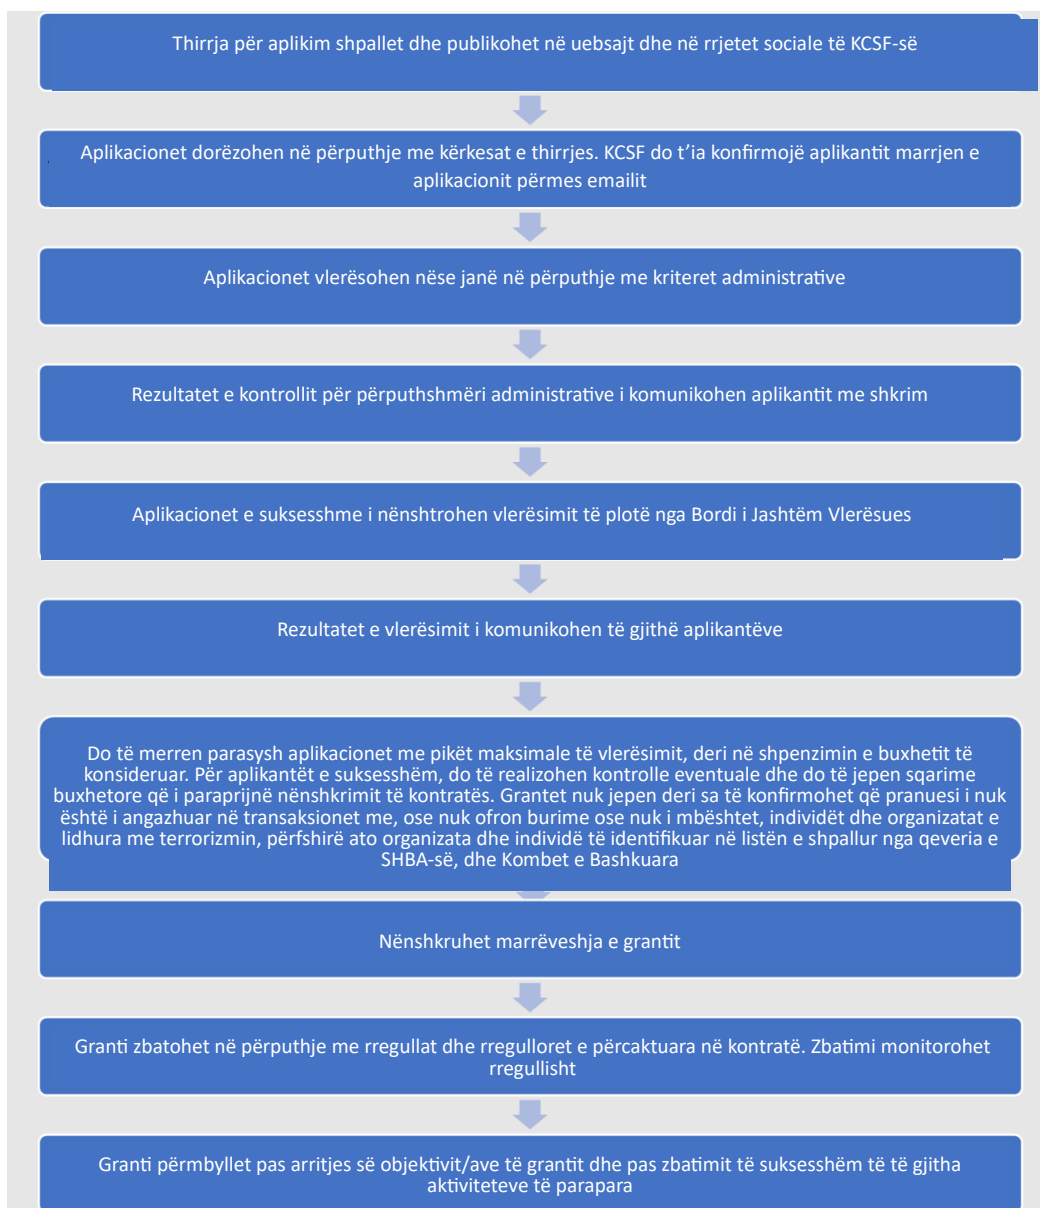 Thirrja për aplikim shpallet dhe publikohet në uebsajt dhe në rrjetet sociale të KCSF-së
Aplikacionet dorëzohen në përputhje me kërkesat e thirrjes. KCSF do t’ia konfirmojë aplikantit marrjen e
aplikacionit përmes emailit
Aplikacionet vlerësohen nëse janë në përputhje me kriteret administrative
Rezultatet e kontrollit për përputhshmëri administrative i komunikohen aplikantit me shkrim
Aplikacionet e suksesshme i nënshtrohen vlerësimit të plotë nga Bordi i Jashtëm Vlerësues
Rezultatet e vlerësimit i komunikohen të gjithë aplikantëve
Do të merren parasysh aplikacionet me pikët maksimale të vlerësimit, deri në shpenzimin e buxhetit të
konsideruar. Për aplikantët e suksesshëm, do të realizohen kontrolle eventuale dhe do të jepen sqarime
buxhetore që i paraprijnë nënshkrimit të kontratës. Grantet nuk jepen deri sa të konfirmohet që pranuesi i nuk
është i angazhuar në transaksionet me, ose nuk ofron burime ose nuk i mbështet, individët dhe organizatat e
lidhura me terrorizmin, përfshirë ato organizata dhe individë të identifikuar në listën e shpallur nga qeveria e
SHBA-së, dhe Kombet e Bashkuara
Nënshkruhet marrëveshja e grantit
Granti zbatohet në përputhje me rregullat dhe rregulloret e përcaktuara në kontratë. Zbatimi monitorohet
rregullisht
Granti përmbyllet pas arritjes së objektivit/ave të grantit dhe pas zbatimit të suksesshëm të të gjitha
aktiviteteve të parapara